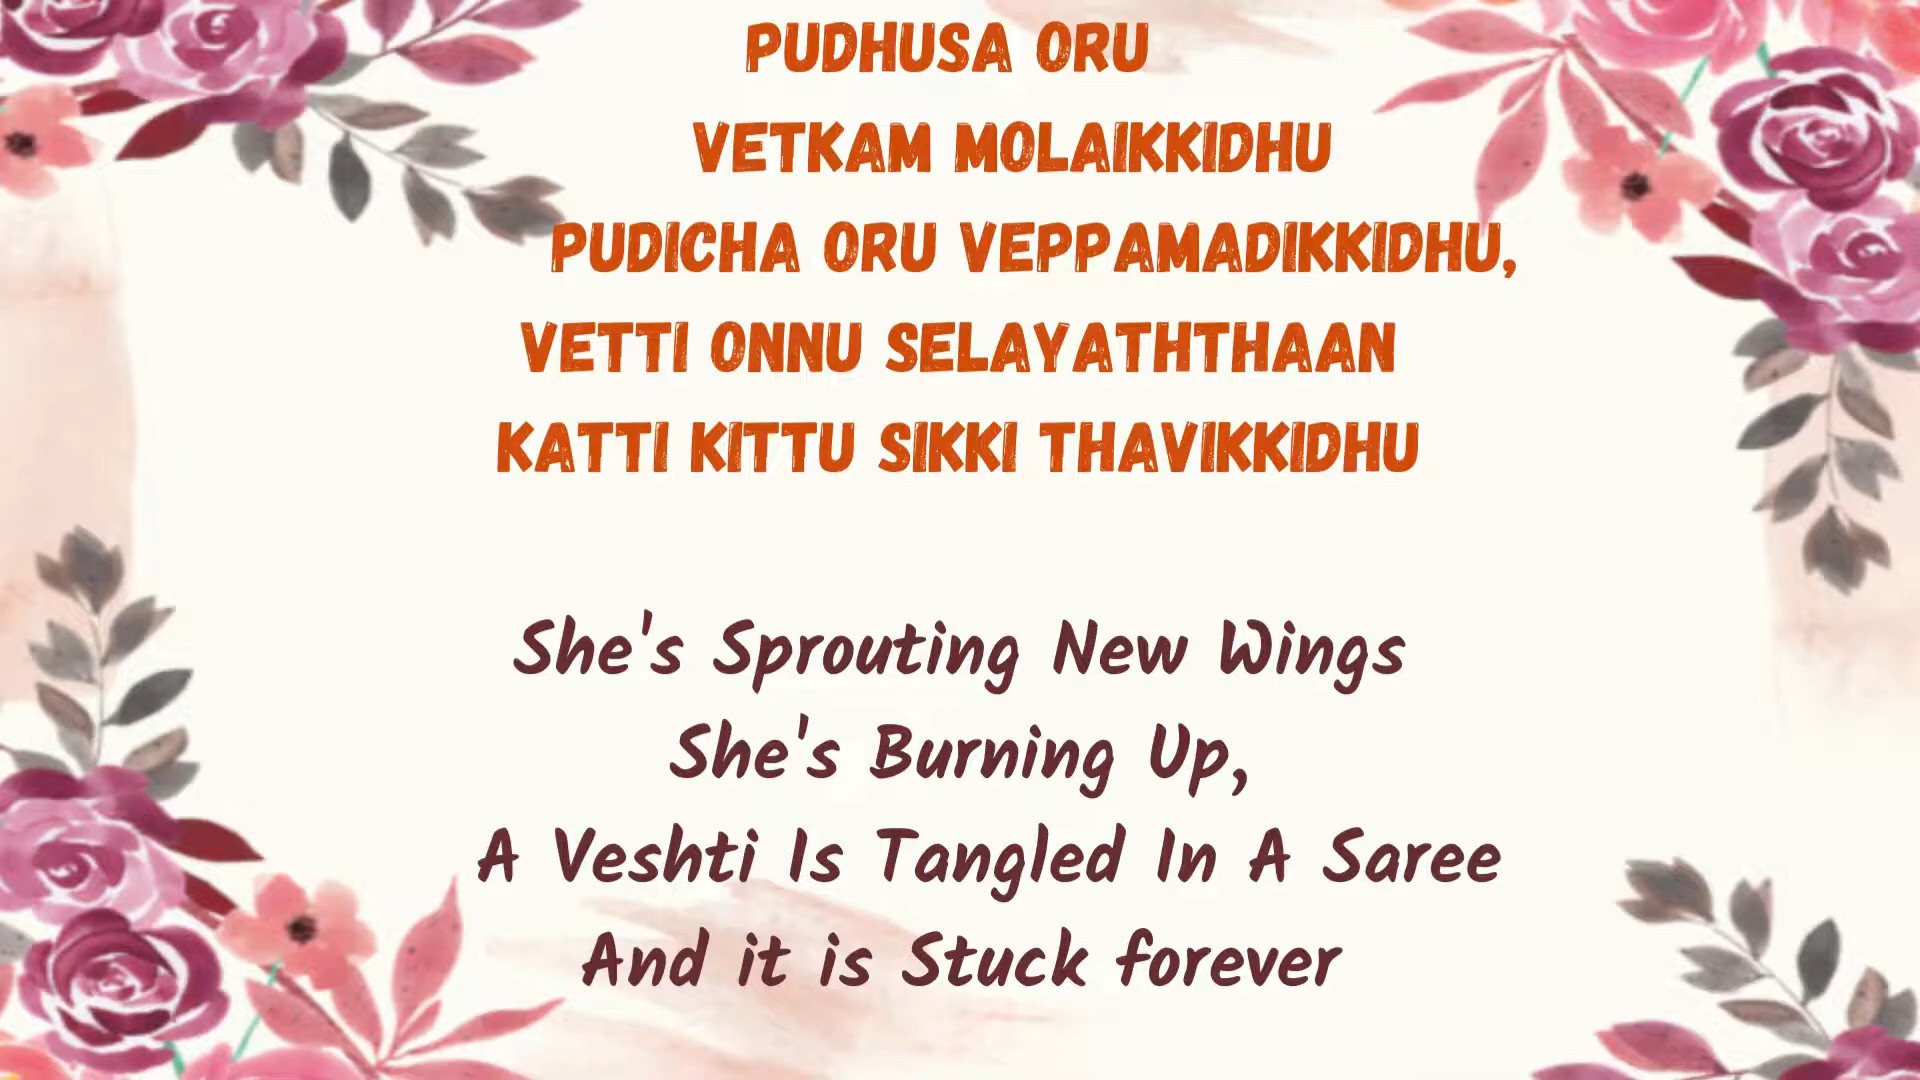 PUDHUSA ORU
VETKAM MOLAIKKIDHU
PUDICHA ORU VEPPAMADIKKIDHU,
VETTI ONNU SELAYATHTHAAN
KATTI KITTU SIKKI THAVIKKIDHU
She's Sprouting New Wings
She's Burning Up,
A Veshti Is Tangled In A Saree
And it is Stuck forever